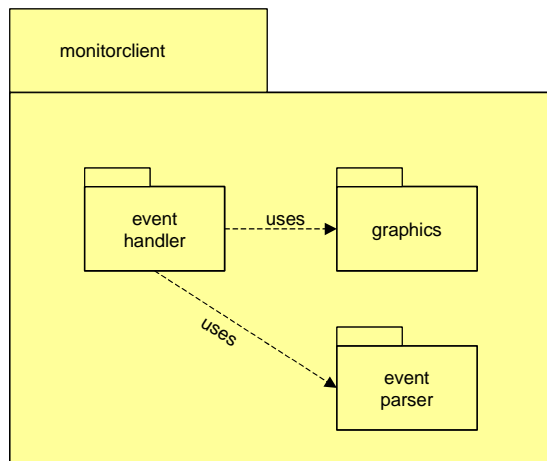 monitorclient
event
handler
uses
graphics
uses
event
parser